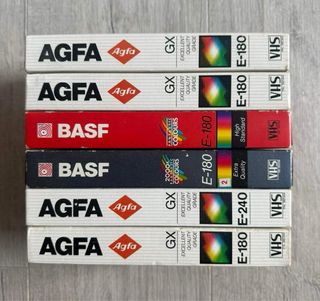 AGFA Agfa GX EXCELLENT QUALITY GRADE E-180 VHS
AGFA Agfa GX EXCELLENT QUALITY GRADE E-180 VHS
BASF COLOURS E-180 High Standard VHS
BASF 2000 COLOURS E-180 2 Extra Quality VHS
AGFA Agfa GX EXCELLENT QUALITY GRADE E-240 VHS
AGFA Agfa GX EXCELLENT QUALITY GRADE E-180 VHS